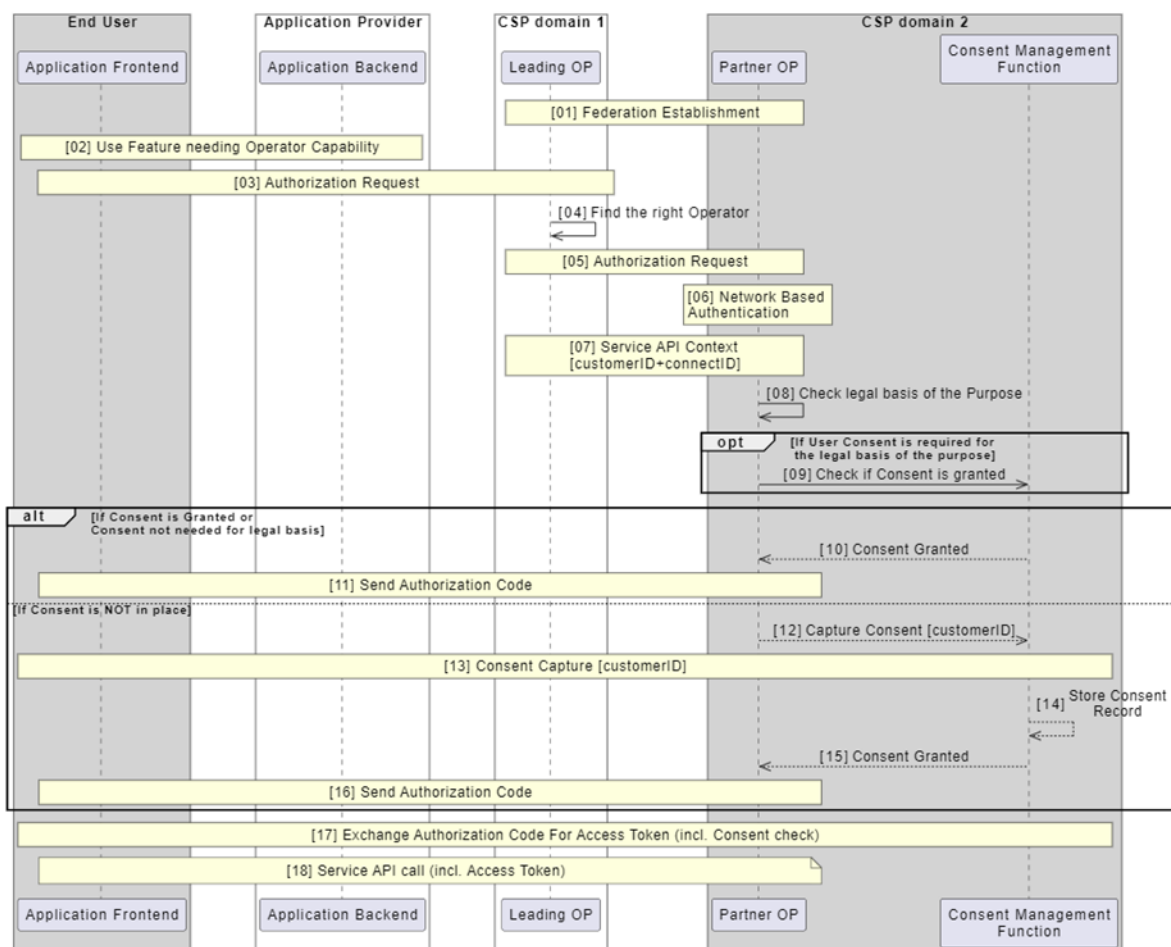 End User
Application Provider
CSP domain 1
CSP domain 2
Application Frontend
Application Backend
Leading OP
Partner OP
Consent Management
Function
[01] Federation Establishment
[02] Use Feature needing Operator Capability
[03] Authorization Request
[04] Find the right Operator
[05] Authorization Request
[06] Network Based
Authentication
[07] Service API Context
[customerID+connectID]
[08] Check legal basis of the Purpose
opt
[If User Consent is required for
the legal basis of the purpose]
[09] Check if Consent is granted
alt
[If Consent is Granted or
Consent not needed for legal basis]
[10] Consent Granted
[11] Send Authorization Code
[If Consent is NOT in place]
[12] Capture Consent [customerID]
[13] Consent Capture [customerID]
[14] Store Consent
Record
[15] Consent Granted
[16] Send Authorization Code
[17] Exchange Authorization Code For Access Token (incl. Consent check)
[18] Service API call (incl. Access Token)
Application Frontend
Application Backend
Leading OP
Partner OP
Consent Management
Function